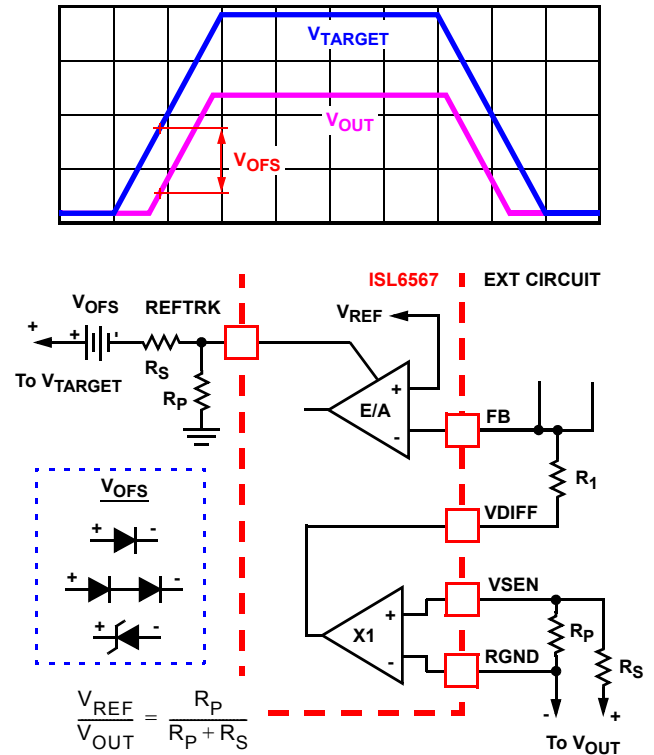 VTARGET
VOUT
VOFS
ISL6567
EXT CIRCUIT
VOFS
REFTRK
VREF
+
+
-
RS
To VTARGET
RP
E/A
+
-
FB
R1
VOFS
VDIFF
+
-
VSEN
+
-
X1
+
-
RP
RS
RGND
+
-
-
+
To VOUT
VREF
VOUT
=
RP
RP + RS